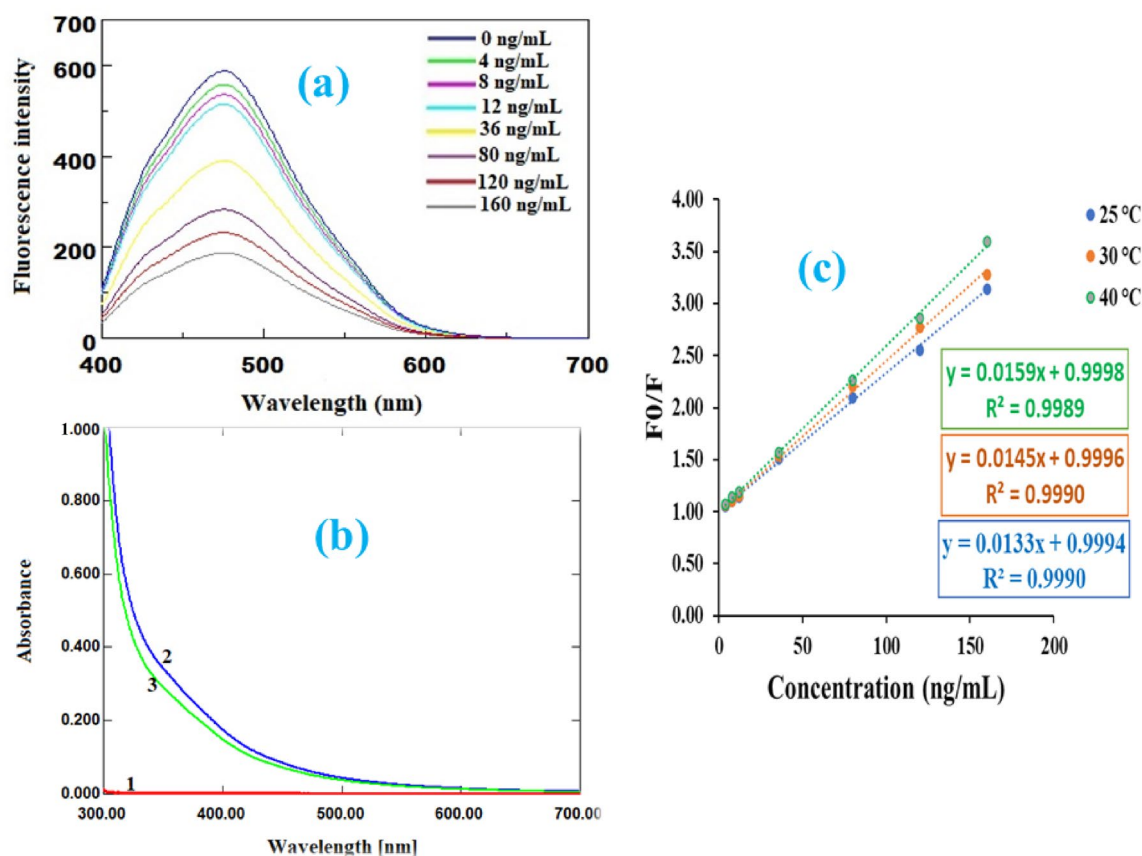 700
600
400
200
0
400
500
600
700
Fluorescence intensity
Wavelength (nm)
(a)
0 ng/mL
4 ng/mL
8 ng/mL
12 ng/mL
36 ng/mL
80 ng/mL
120 ng/mL
160 ng/mL
1.000
0.800
0.600
0.400
0.200
0.000
300.00
400.00
500.00
600.00
700.00
Absorbance
Wavelength [nm]
(b)
2
3
1
4.00
3.50
3.00
2.50
2.00
1.50
1.00
0.50
0.00
0
50
100
150
200
F0/F
Concentration (ng/mL)
(c)
25 °C
30 °C
40 °C
y = 0.0159x + 0.9998
R² = 0.9989
y = 0.0145x + 0.9996
R² = 0.9990
y = 0.0133x + 0.9994
R² = 0.9990